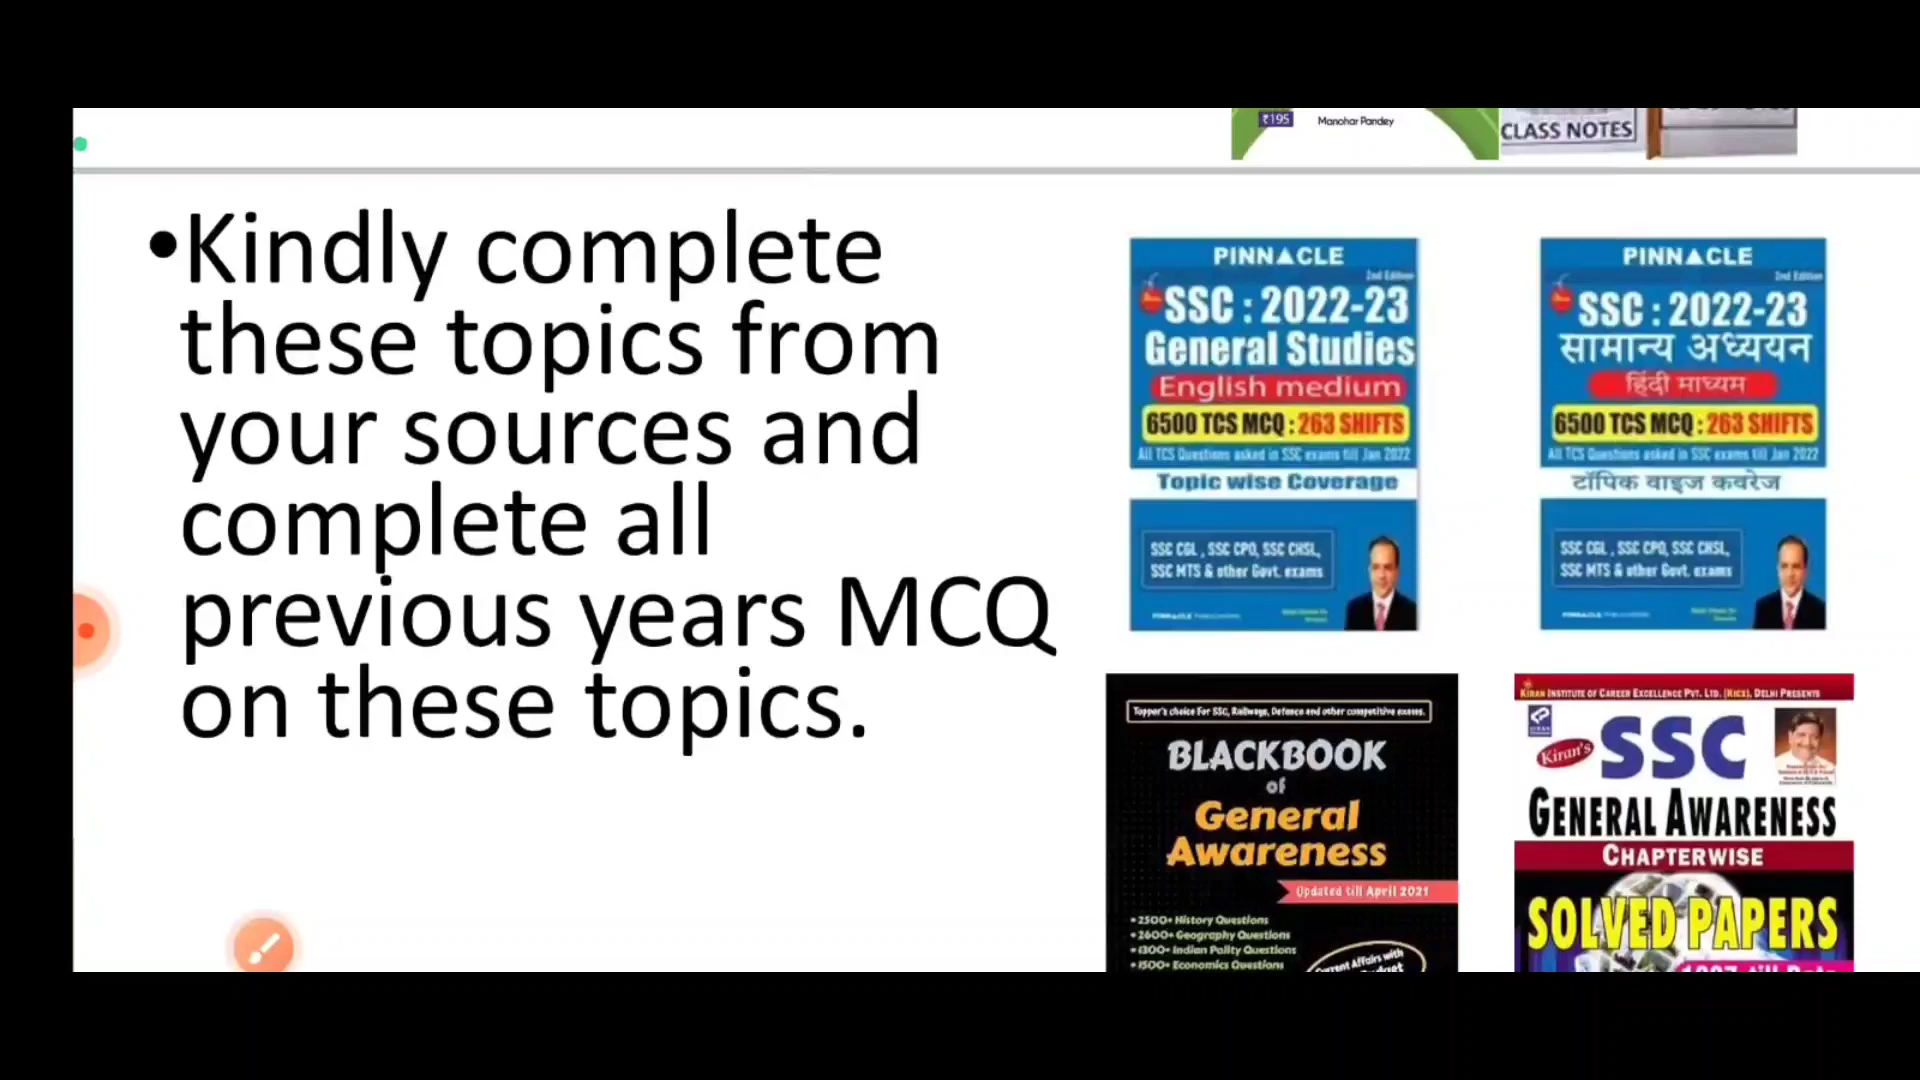 ₹195
Manohar Pandey
CLASS NOTES
•Kindly complete
these topics from
your sources and
complete all
previous years MCQ
on these topics.
PINNACLE
2nd Edition
SSC : 2022-23
General Studies
English medium
6500 TCS MCQ : 263 SHIFTS
All TCS Questions asked in SSC exams till Jan 2022
Topic wise Coverage
SSC CGL , SSC CPO, SSC CHSL,
SSC MTS & other Govt. exams
PINNACLE
PINNACLE
2nd Edition
SSC : 2022-23
सामान्य अध्ययन
हिंदी माध्यम
6500 TCS MCQ : 263 SHIFTS
All TCS Questions asked in SSC exams till Jan 2022
टॉपिक वाइज कवरेज
SSC CGL , SSC CPO, SSC CHSL,
SSC MTS & other Govt. exams
PINNACLE
Topper's choice For SSC, Railways, Defence and other competitive exams.
BLACKBOOK
of
General
Awareness
Updated till April 2021
• 2500+ History Questions
• 2600+ Geography Questions
• 1300+ Indian Polity Questions
• 1500+ Economics Questions
Current Affairs with
KIRAN INSTITUTE OF CAREER EXCELLENCE PVT. LTD. [KICX], DELHI PRESENTS
KIRAN
Kiran's
SSC
GENERAL AWARENESS
CHAPTERWISE
SOLVED PAPERS